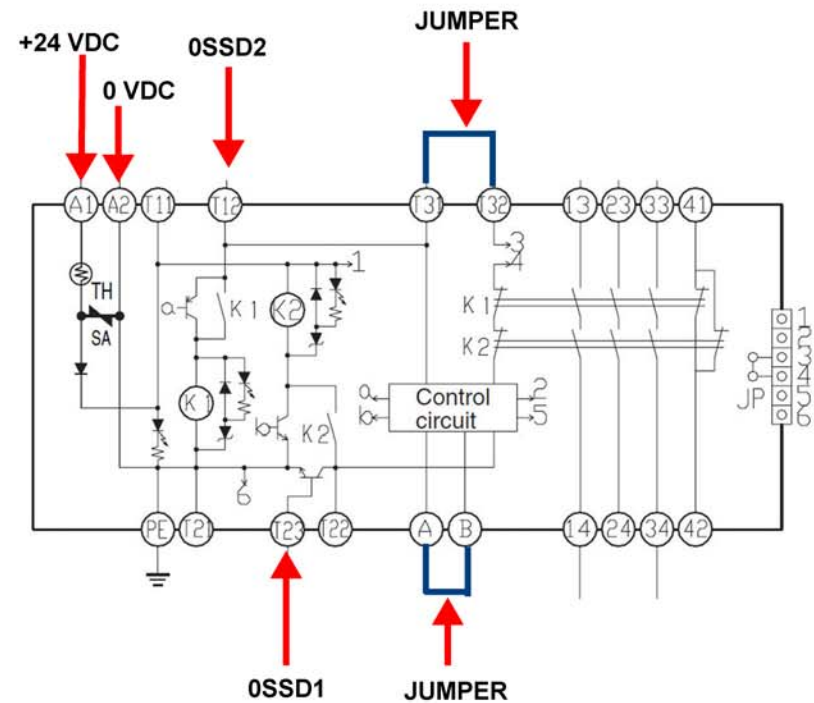 JUMPER
+24 VDC
0SSD2
0 VDC
A1 A2 T11 T12 T31 T32 13 23 33 41
3
1
4
TH
a
K1
K2
K1
SA
K2
1
2
3
4
5
6
JP
K1
a
b
Control
circuit
2
5
b
K2
6
PE T21 T23 T22 A B 14 24 34 42
0SSD1
JUMPER